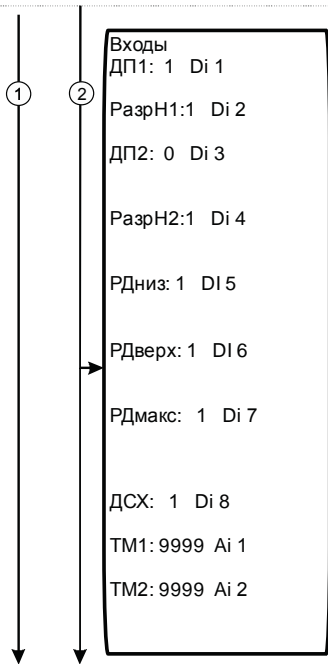 1
2
Входы
ДП1: 1 Di 1
РазрН1:1 Di 2
ДП2: 0 Di 3
РазрН2:1 Di 4
РДниз: 1 DI 5
РДверх: 1 DI 6
РДмакс: 1 Di 7
ДСХ: 1 Di 8
ТМ1: 9999 Ai 1
ТМ2: 9999 Ai 2